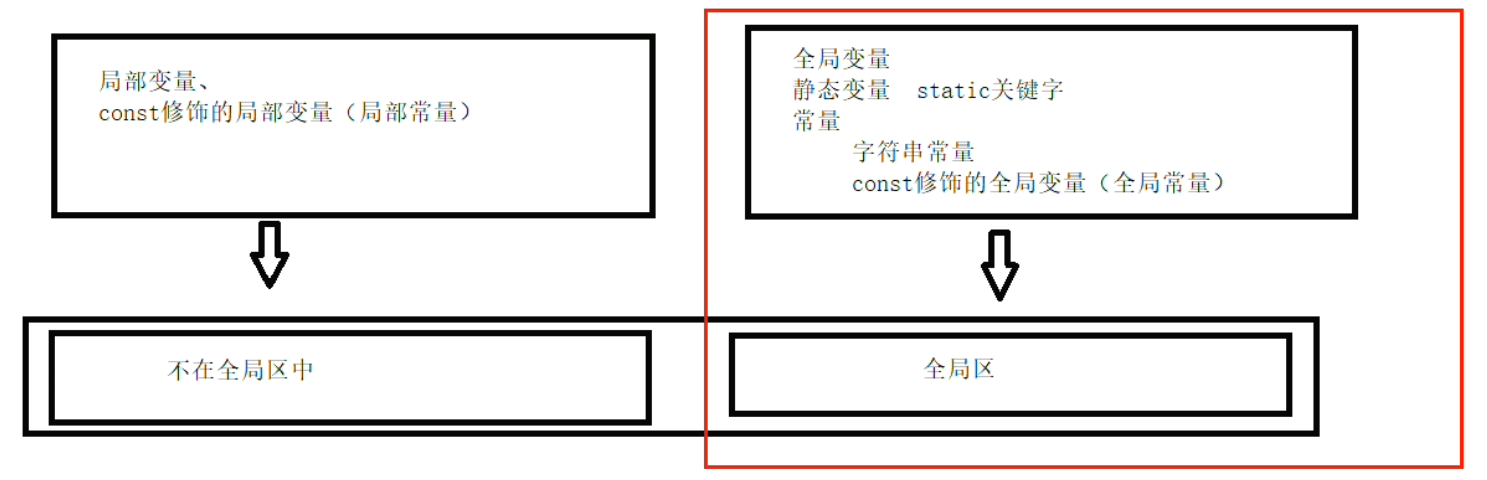 局部变量、
const修饰的局部变量（局部常量）
全局变量
静态变量 static关键字
常量
字符串常量
const修饰的全局变量（全局常量）
不在全局区中
全局区